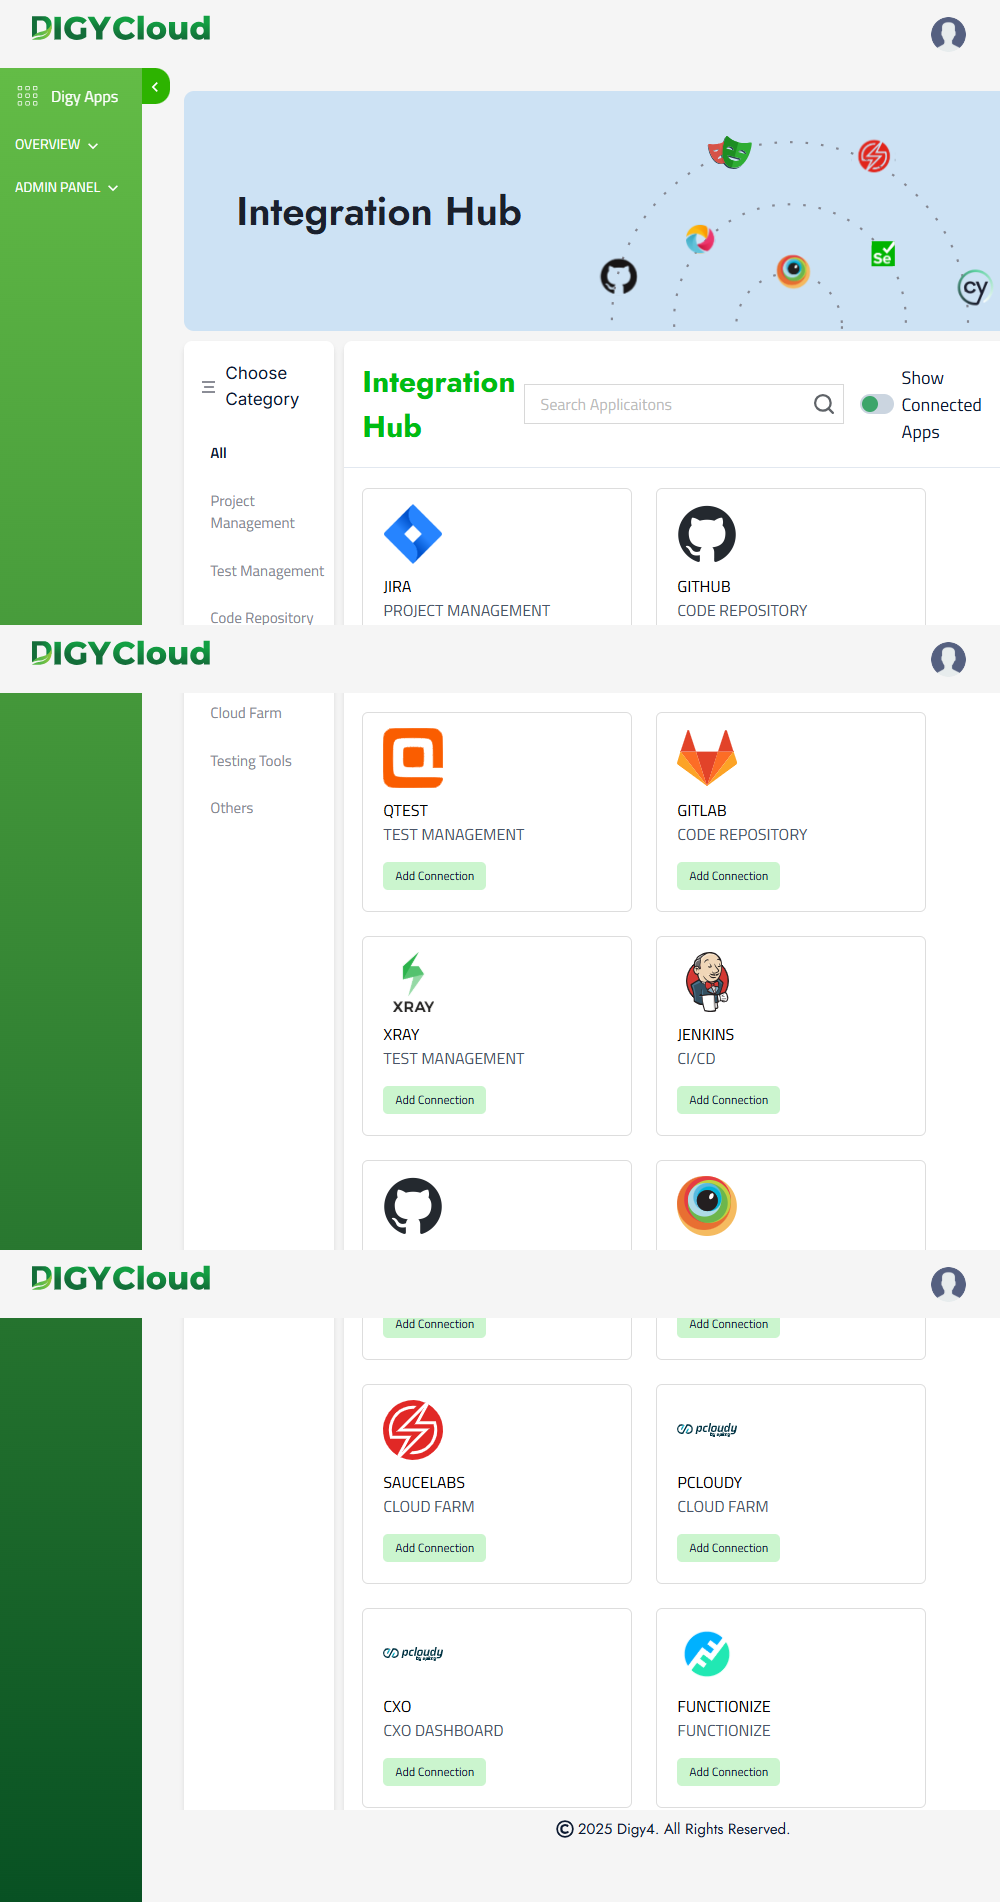 DIGYCloud
Digy Apps
OVERVIEW
ADMIN PANEL
Integration Hub
Se
cy
Choose
Category
All
Project
Management
Test Management
Code Repository
Integration
Hub
Search Applicaitons
Show
Connected
Apps
JIRA
PROJECT MANAGEMENT
GITHUB
CODE REPOSITORY
DIGYCloud
Cloud Farm
Testing Tools
Others
QTEST
TEST MANAGEMENT
Add Connection
GITLAB
CODE REPOSITORY
Add Connection
XRAY
XRAY
TEST MANAGEMENT
Add Connection
JENKINS
CI/CD
Add Connection
DIGYCloud
Add Connection
Add Connection
SAUCELABS
CLOUD FARM
Add Connection
pcloudy
PCLOUDY
CLOUD FARM
Add Connection
pcloudy
CXO
CXO DASHBOARD
Add Connection
FUNCTIONIZE
FUNCTIONIZE
Add Connection
© 2025 Digy4. All Rights Reserved.